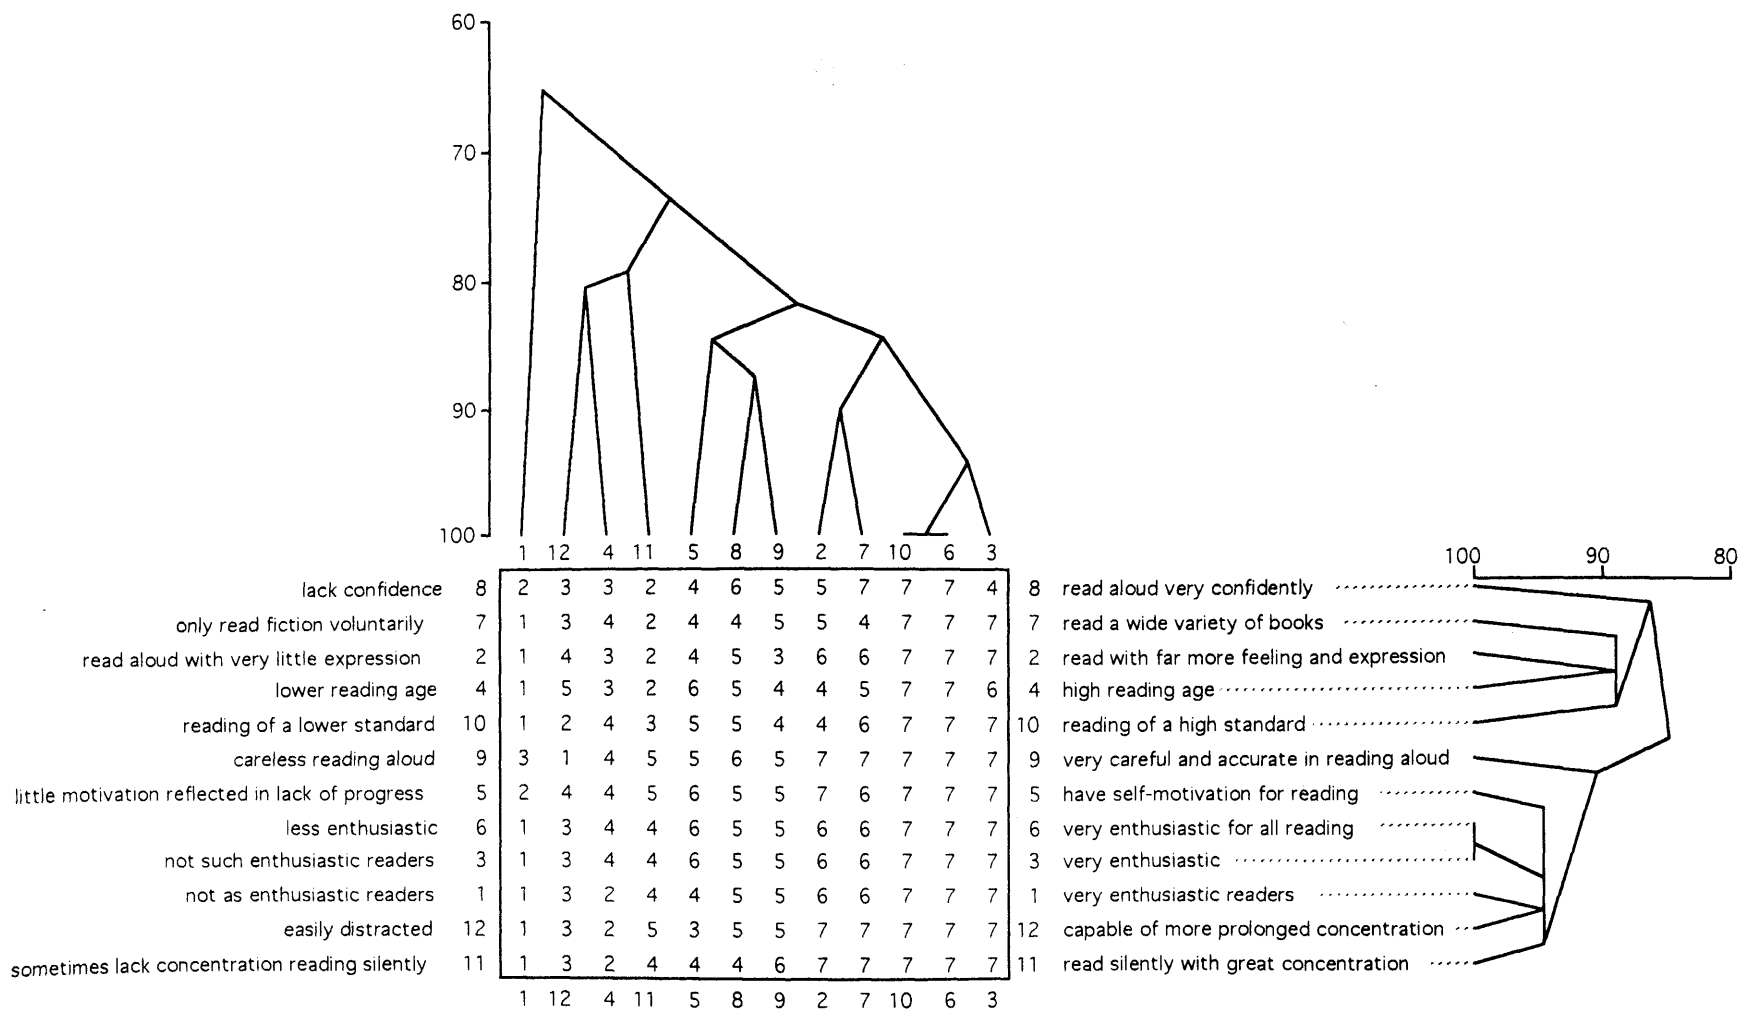 60
70
80
90
100
1 12 4 11 5 8 9 2 7 10 6 3
100 90 80
lack confidence 8 2 3 3 2 4 6 5 5 7 7 7 4 8 read aloud very confidently
only read fiction voluntarily 7 1 3 4 2 4 4 5 5 4 7 7 7 7 read a wide variety of books
read aloud with very little expression 2 1 4 3 2 4 5 3 6 6 7 7 7 2 read with far more feeling and expression
lower reading age 4 1 5 3 2 6 5 4 4 5 7 7 6 4 high reading age
reading of a lower standard 10 1 2 4 3 5 5 4 4 6 7 7 7 10 reading of a high standard
careless reading aloud 9 3 1 4 5 5 6 5 7 7 7 7 7 9 very careful and accurate in reading aloud
little motivation reflected in lack of progress 5 2 4 4 5 6 5 5 7 6 7 7 7 5 have self-motivation for reading
less enthusiastic 6 1 3 4 4 6 5 5 6 6 7 7 7 6 very enthusiastic for all reading
not such enthusiastic readers 3 1 3 4 4 6 5 5 6 6 7 7 7 3 very enthusiastic
not as enthusiastic readers 1 1 3 2 4 4 5 5 6 6 7 7 7 1 very enthusiastic readers
easily distracted 12 1 3 2 5 3 5 5 7 7 7 7 7 12 capable of more prolonged concentration
sometimes lack concentration reading silently 11 1 3 2 4 4 4 6 7 7 7 7 7 11 read silently with great concentration
1 12 4 11 5 8 9 2 7 10 6 3